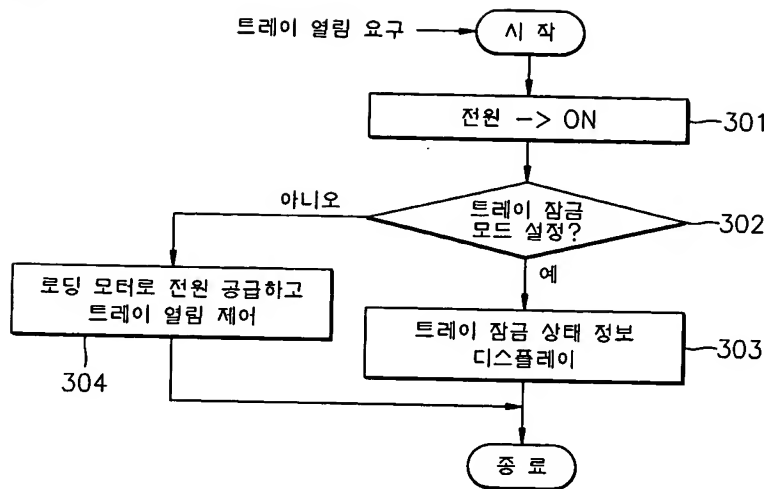 트레이 열림 요구
시 작
전원 -> ON
301
트레이 잠금
모드 설정?
302
아니오
예
로딩 모터로 전원 공급하고
트레이 열림 제어
304
트레이 잠금 상태 정보
디스플레이
303
종 료